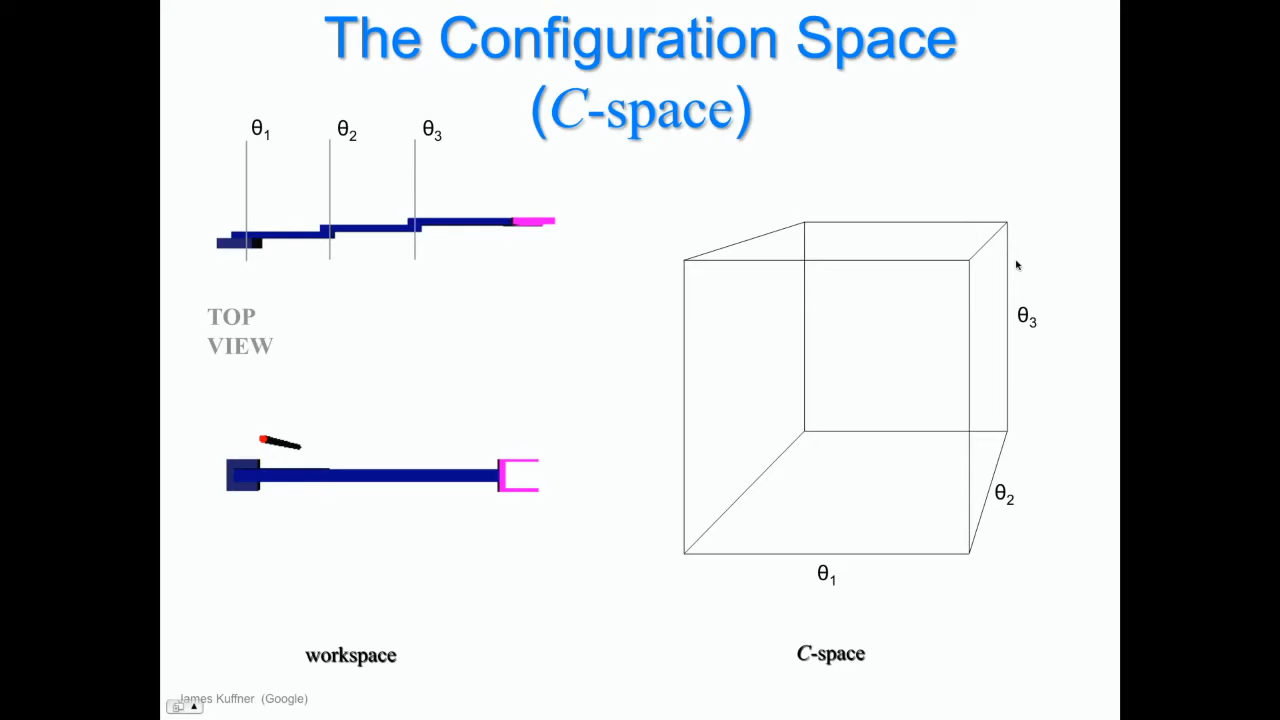 The Configuration Space
(C-space)
θ1 θ2 θ3
TOP
VIEW
θ3
θ2
θ1
workspace
C-space
James Kuffner (Google)